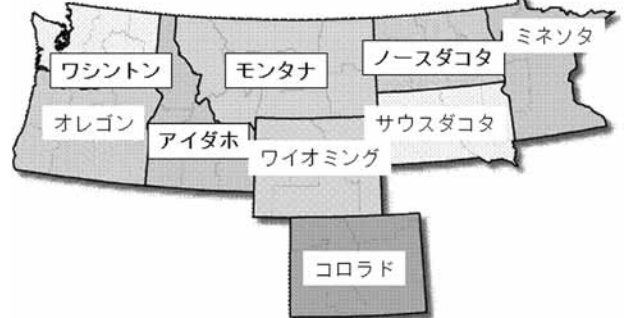 ミネソタ
ノースダコタ
ワシントン
モンタナ
オレゴン
サウスダコタ
アイダホ
ワイオミング
コロラド